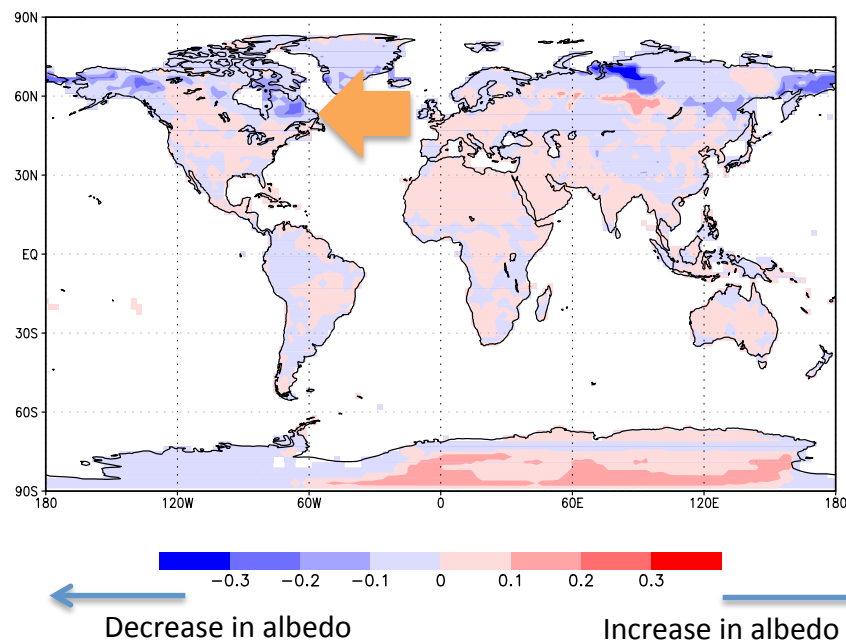 90N
60N
30N
EQ
30S
60S
90S
180 120W 60W 0 60E 120E 180
−0.3 −0.2 −0.1 0 0.1 0.2 0.3
Decrease in albedo Increase in albedo